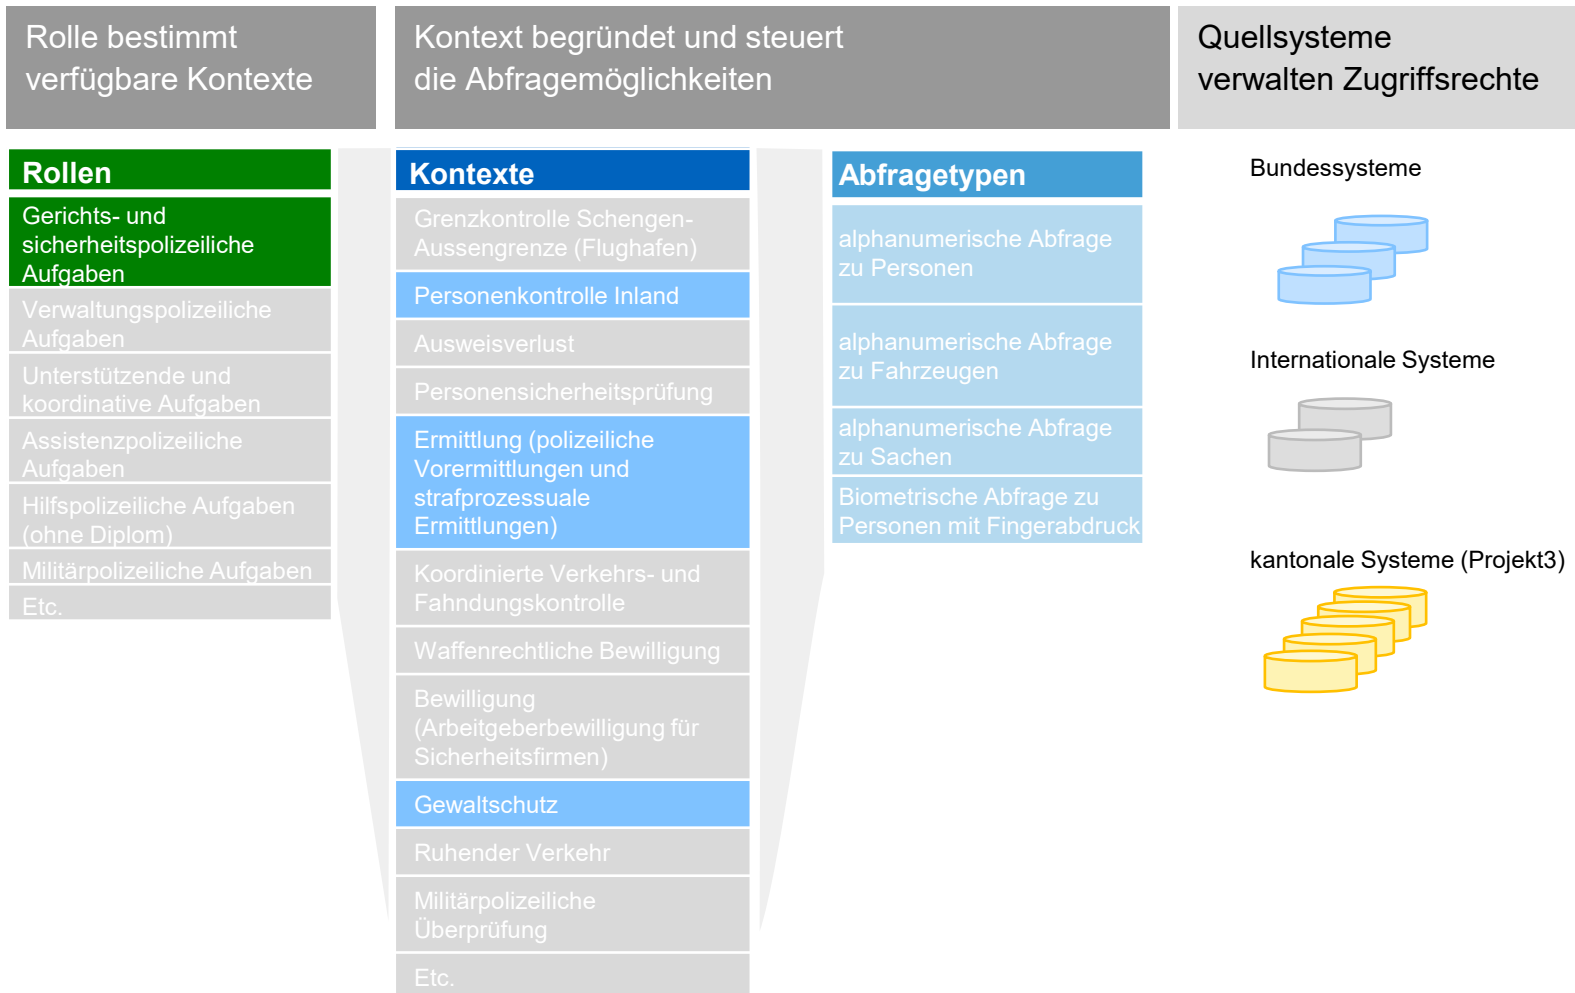 Rolle bestimmt
verfügbare Kontexte
Kontext begründet und steuert
die Abfragemöglichkeiten
Quellsysteme
verwalten Zugriffsrechte
Rollen
Gerichts- und
sicherheitspolizeiliche
Aufgaben
Verwaltungspolizeiliche
Aufgaben
Unterstützende und
koordinative Aufgaben
Assistenzpolizeiliche
Aufgaben
Hilfspolizeiliche Aufgaben
(ohne Diplom)
Militärpolizeiliche Aufgaben
Etc.
Kontexte
Grenzkontrolle Schengen-
Aussengrenze (Flughafen)
Personenkontrolle Inland
Ausweisverlust
Personensicherheitsprüfung
Ermittlung (polizeiliche
Vorermittlungen und
strafprozessuale
Ermittlungen)
Koordinierte Verkehrs- und
Fahndungskontrolle
Waffenrechtliche Bewilligung
Bewilligung
(Arbeitgeberbewilligung für
Sicherheitsfirmen)
Gewaltschutz
Ruhender Verkehr
Militärpolizeiliche
Überprüfung
Etc.
Abfragetypen
alphanumerische Abfrage
zu Personen
alphanumerische Abfrage
zu Fahrzeugen
alphanumerische Abfrage
zu Sachen
Biometrische Abfrage zu
Personen mit Fingerabdruck
Bundessysteme
Internationale Systeme
kantonale Systeme (Projekt3)